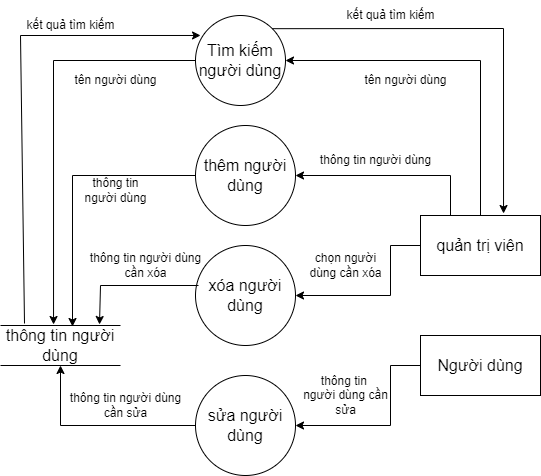 kết quả tìm kiếm
kết quả tìm kiếm
Tìm kiếm
người dùng
tên người dùng
tên người dùng
thêm người
dùng
thông tin người dùng
thông tin
người dùng
quản trị viên
thông tin người dùng
cần xóa
chọn người
dùng cần xóa
xóa người
dùng
thông tin người
dùng
Người dùng
thông tin
người dùng cần
sửa
thông tin người dùng
cần sửa
sửa người
dùng